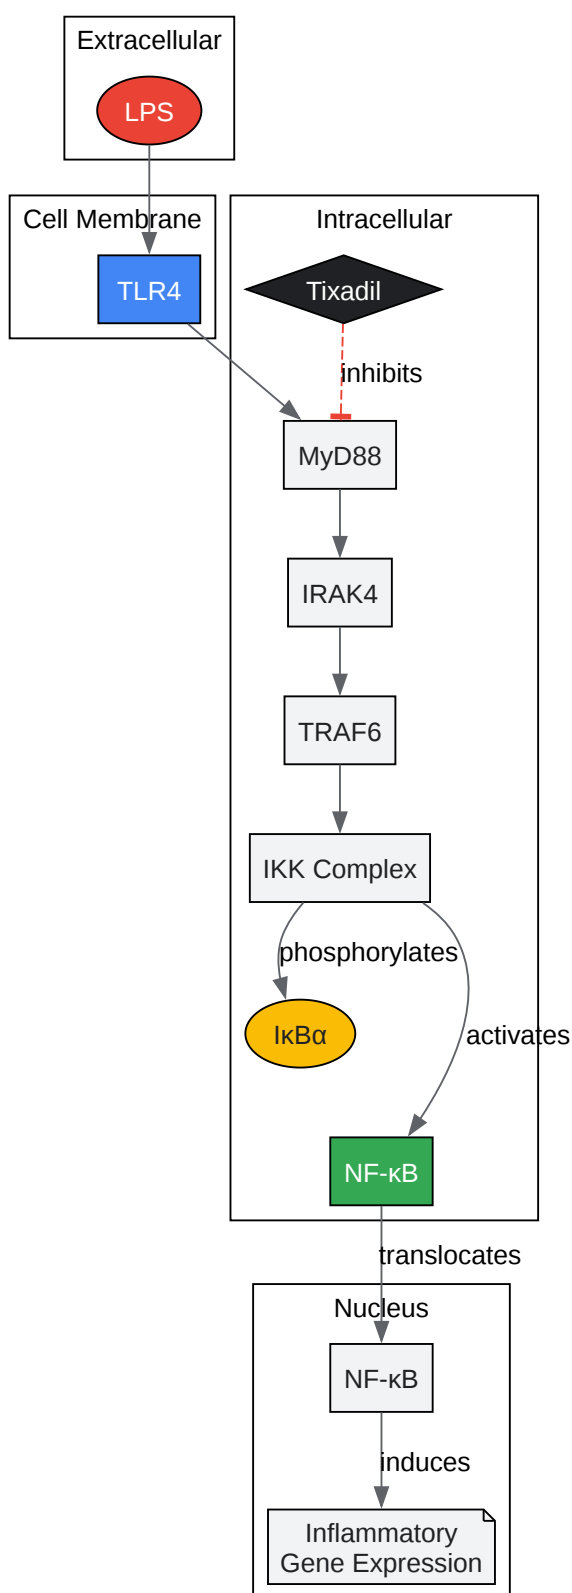 Extracellular
LPS
Cell Membrane
TLR4
Intracellular
Tixadil
inhibits
MyD88
IRAK4
TRAF6
IKK Complex
phosphorylates
IκBα
activates
NF-κB
translocates
Nucleus
NF-κB
induces
Inflammatory
Gene Expression